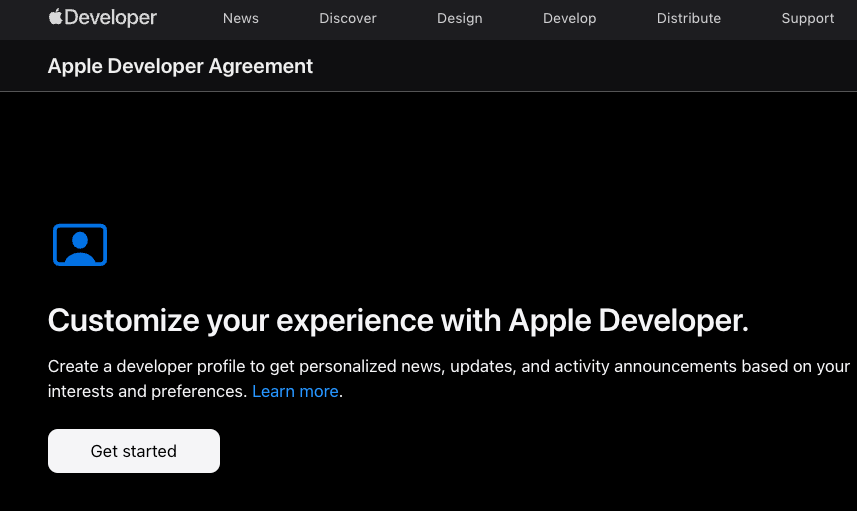 Developer
News
Discover
Design
Develop
Distribute
Support
Apple Developer Agreement
Customize your experience with Apple Developer.
Create a developer profile to get personalized news, updates, and activity announcements based on your
interests and preferences. Learn more.
Get started